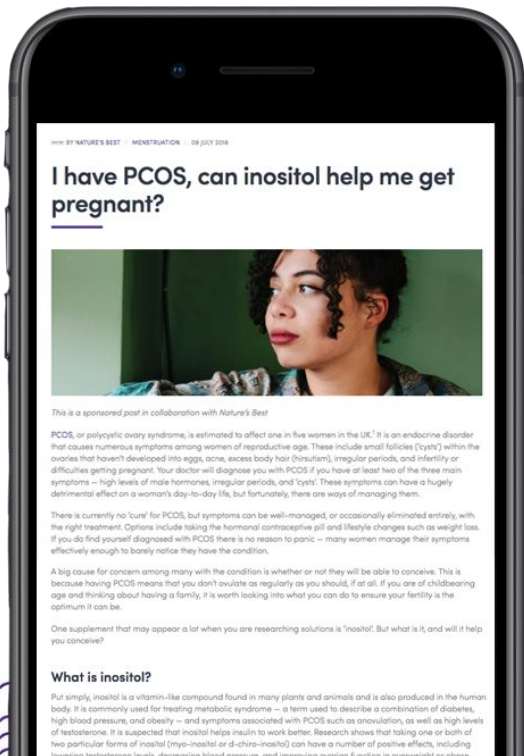 BY NATURE'S BEST | MENSTRUATION | 09 JULY 2018
I have PCOS, can inositol help me get
pregnant?
This is a sponsored post in collaboration with Nature's Best
PCOS, or polycystic ovary syndrome, is estimated to affect one in five women in the UK.¹ It is an endocrine disorder
that causes numerous symptoms among women of reproductive age. These include small follicles ('cysts') within the
ovaries that haven't developed into eggs, acne, excess body hair (hirsutism), irregular periods, and infertility or
difficulties getting pregnant. Your doctor will diagnose you with PCOS if you have at least two of the three main
symptoms — high levels of male hormones, irregular periods, and 'cysts'. These symptoms can have a hugely
detrimental effect on a woman's day-to-day life, but fortunately, there are ways of managing them.
There is currently no 'cure' for PCOS, but symptoms can be well-managed, or occasionally eliminated entirely, with
the right treatment. Options include taking the hormonal contraceptive pill and lifestyle changes such as weight loss.
If you do find yourself diagnosed with PCOS there is no reason to panic — many women manage their symptoms
effectively enough to barely notice they have the condition.
A big cause for concern among many with the condition is whether or not they will be able to conceive. This is
because having PCOS means that you don't ovulate as regularly as you should, if at all. If you are of childbearing
age and thinking about having a family, it is worth looking into what you can do to ensure your fertility is the
optimum it can be.
One supplement that may appear a lot when you are researching solutions is 'inositol'. But what is it, and will it help
you conceive?
What is inositol?
Put simply, inositol is a vitamin-like compound found in many plants and animals and is also produced in the human
body. It is commonly used for treating metabolic syndrome — a term used to describe a combination of diabetes,
high blood pressure, and obesity — and symptoms associated with PCOS such as anovulation, as well as high levels
of testosterone. It is suspected that inositol helps insulin to work better. Research shows that taking one or both of
two particular forms of inositol (myo-inositol or d-chiro-inositol) can have a number of positive effects, including
lowering testosterone levels, decreasing blood pressure, and improving ovarian function in overweight or obese